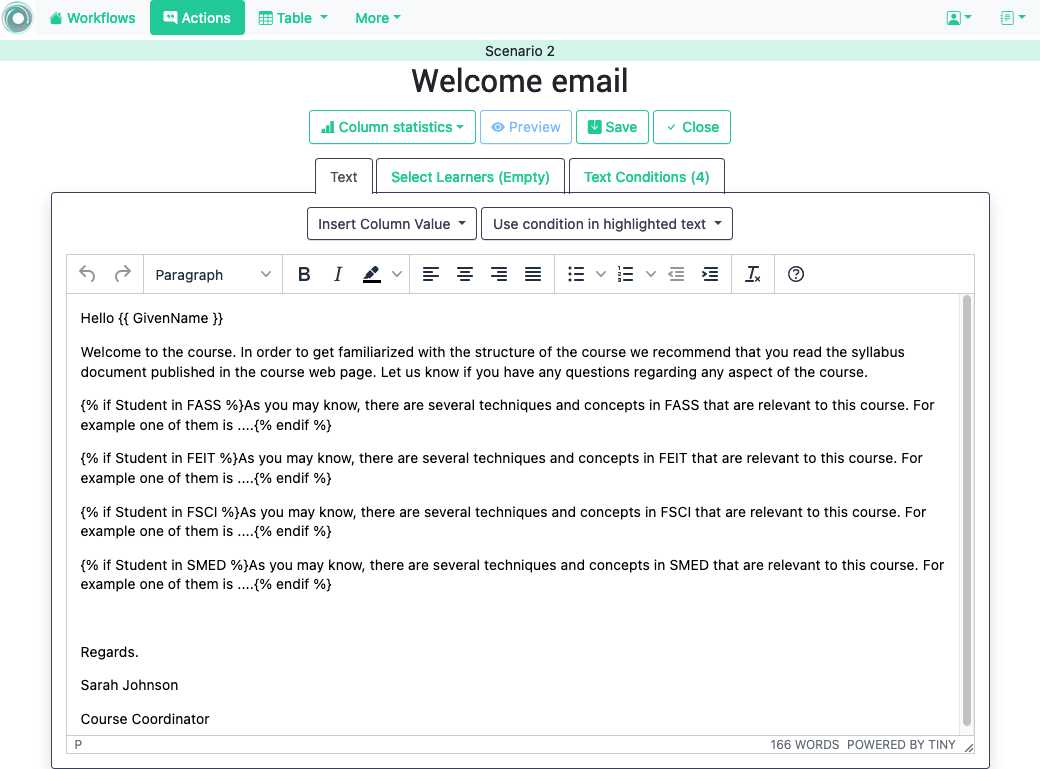 Workflows Actions Table More
Scenario 2
Welcome email
Column statistics Preview Save Close
Text Select Learners (Empty) Text Conditions (4)
Insert Column Value Use condition in highlighted text
Paragraph B I
Hello {{ GivenName }}
Welcome to the course. In order to get familiarized with the structure of the course we recommend that you read the syllabus
document published in the course web page. Let us know if you have any questions regarding any aspect of the course.
{% if Student in FASS %}As you may know, there are several techniques and concepts in FASS that are relevant to this course. For
example one of them is ....{% endif %}
{% if Student in FEIT %}As you may know, there are several techniques and concepts in FEIT that are relevant to this course. For
example one of them is ....{% endif %}
{% if Student in FSCI %}As you may know, there are several techniques and concepts in FSCI that are relevant to this course. For
example one of them is ....{% endif %}
{% if Student in SMED %}As you may know, there are several techniques and concepts in SMED that are relevant to this course. For
example one of them is ....{% endif %}
Regards.
Sarah Johnson
Course Coordinator
P 166 WORDS POWERED BY TINY